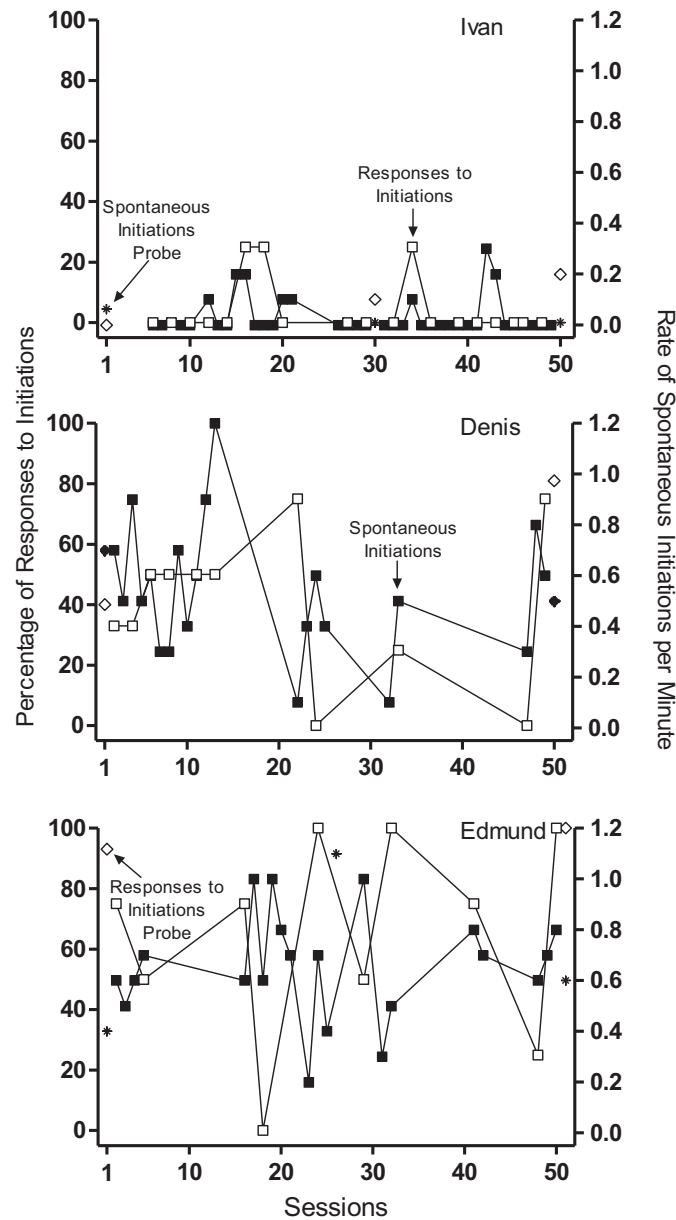 Percentage of Responses to Initiations
Rate of Spontaneous Initiations per Minute
Ivan
100
80
60
40
20
0
1.2
1.0
0.8
0.6
0.4
0.2
0.0
Spontaneous
Initiations
Probe
Responses to
Initiations
1 10 20 30 40 50
Denis
100
80
60
40
20
0
1.2
1.0
0.8
0.6
0.4
0.2
0.0
Spontaneous
Initiations
1 10 20 30 40 50
Edmund
100
80
60
40
20
0
1.2
1.0
0.8
0.6
0.4
0.2
0.0
Responses to
Initiations
Probe
1 10 20 30 40 50
Sessions